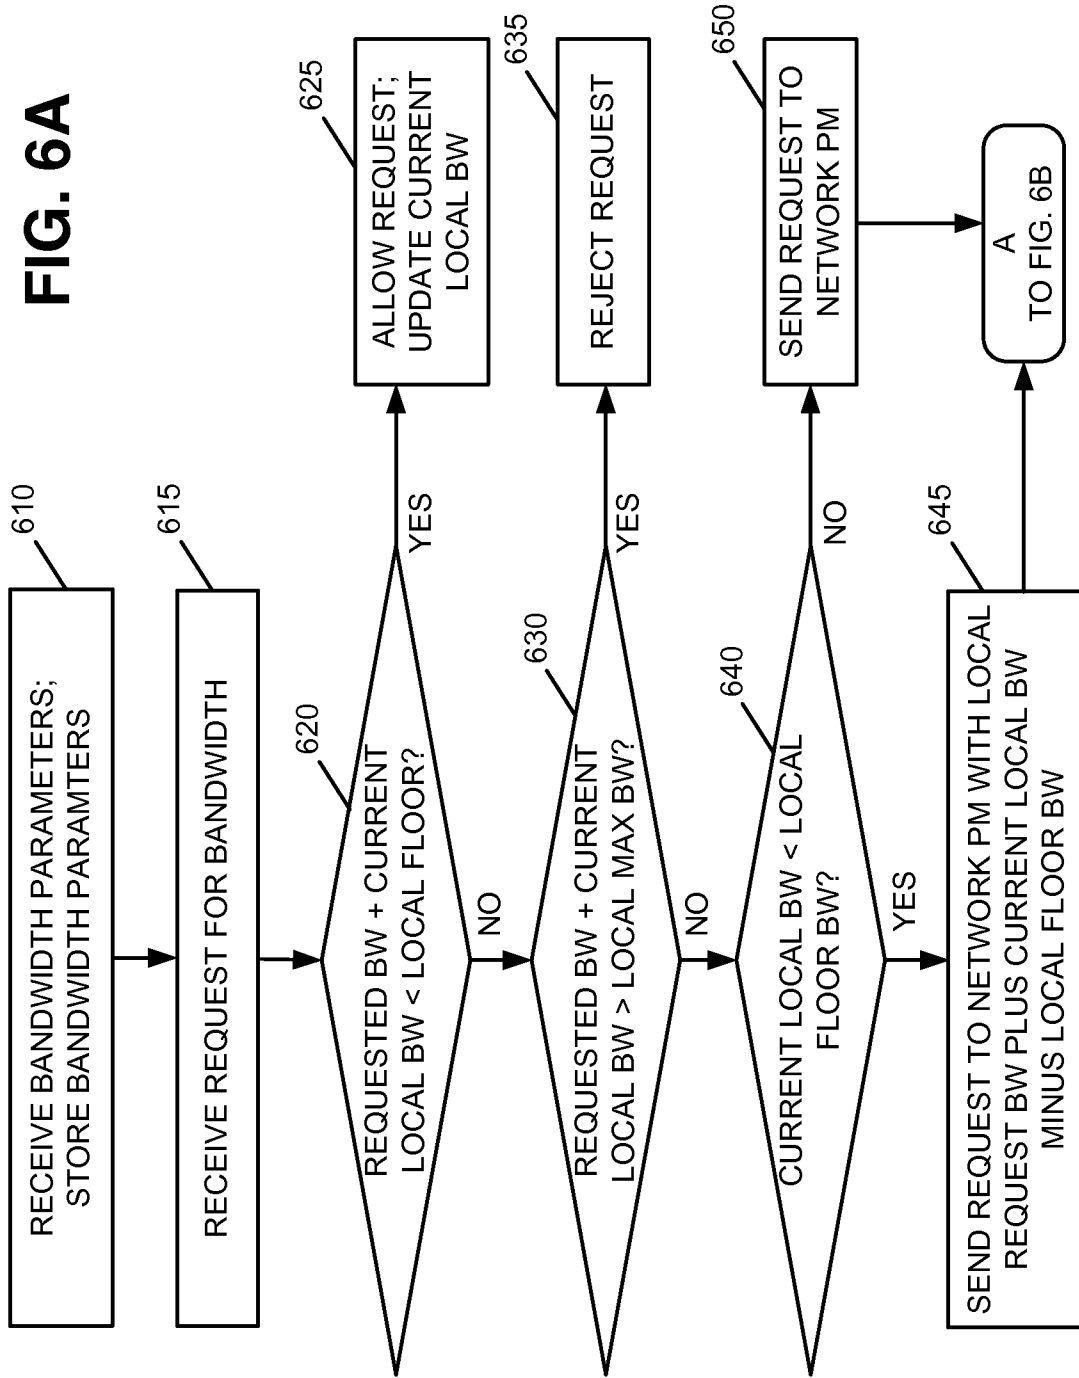 FIG. 6A
610
RECEIVE BANDWIDTH PARAMETERS;
STORE BANDWIDTH PARAMTERS
615
RECEIVE REQUEST FOR BANDWIDTH
620
REQUESTED BW + CURRENT
LOCAL BW < LOCAL FLOOR?
YES
625
ALLOW REQUEST;
UPDATE CURRENT
LOCAL BW
NO
630
REQUESTED BW + CURRENT
LOCAL BW > LOCAL MAX BW?
YES
635
REJECT REQUEST
NO
640
CURRENT LOCAL BW < LOCAL
FLOOR BW?
NO
650
SEND REQUEST TO
NETWORK PM
YES
645
SEND REQUEST TO NETWORK PM WITH LOCAL
REQUEST BW PLUS CURRENT LOCAL BW
MINUS LOCAL FLOOR BW
A
TO FIG. 6B